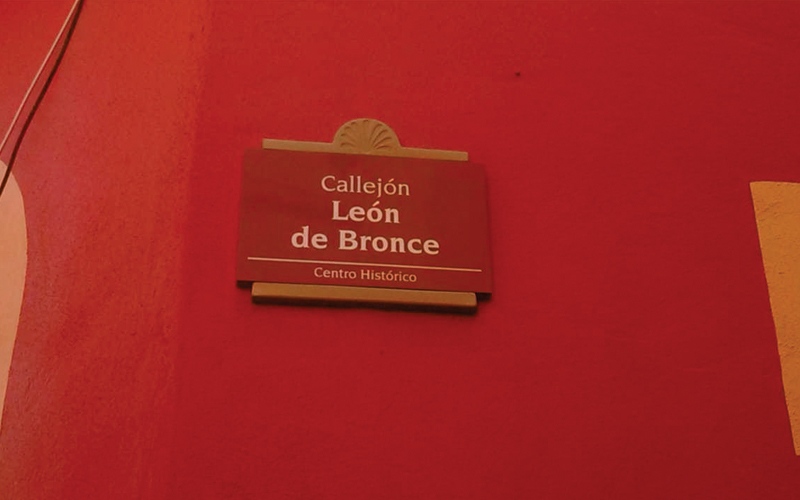 Callejón
León
de Bronce
Centro Histórico